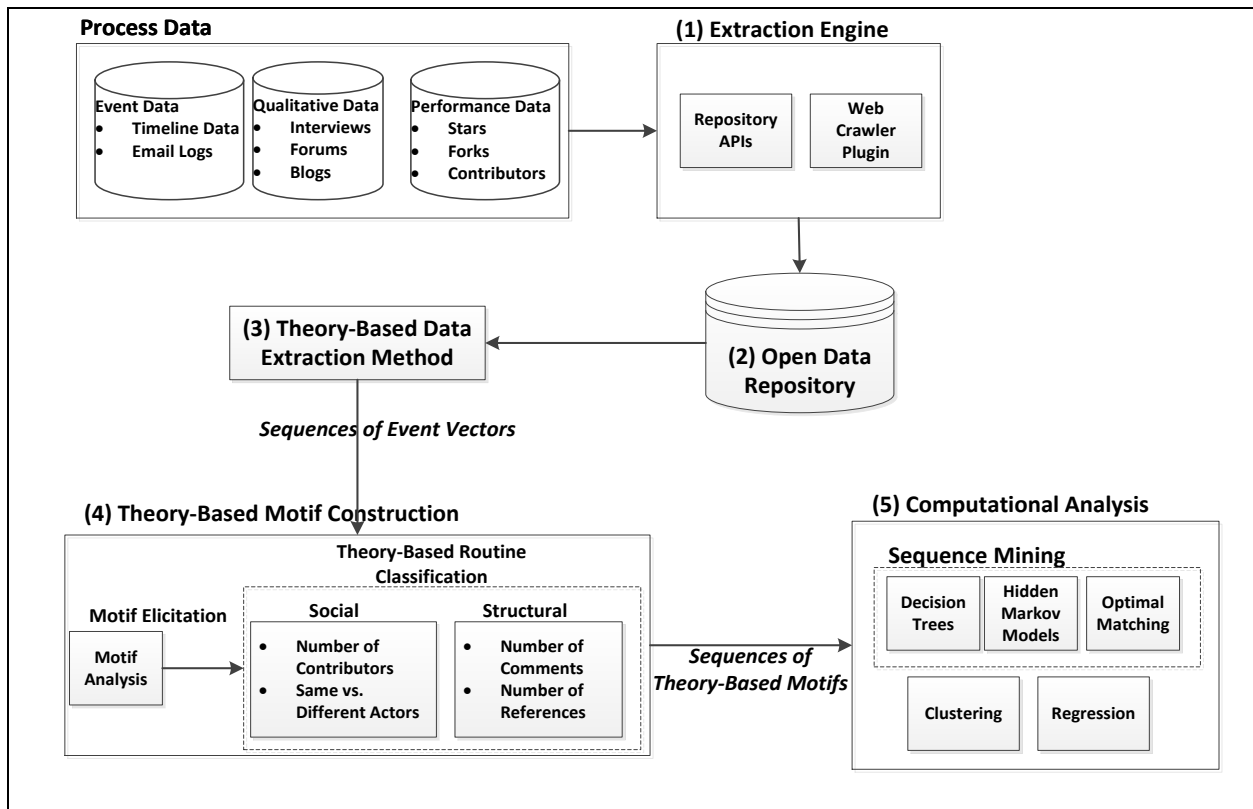 Process Data
Event Data
• Timeline Data
• Email Logs
Qualitative Data
• Interviews
• Forums
• Blogs
Performance Data
• Stars
• Forks
• Contributors
(1) Extraction Engine
Repository
APIs
Web
Crawler
Plugin
(2) Open Data
Repository
(3) Theory-Based Data
Extraction Method
Sequences of Event Vectors
(4) Theory-Based Motif Construction
Theory-Based Routine
Classification
Motif Elicitation
Motif
Analysis
Social
• Number of
Contributors
• Same vs.
Different Actors
Structural
• Number of
Comments
• Number of
References
Sequences of
Theory-Based Motifs
(5) Computational Analysis
Sequence Mining
Decision
Trees
Hidden
Markov
Models
Optimal
Matching
Clustering
Regression